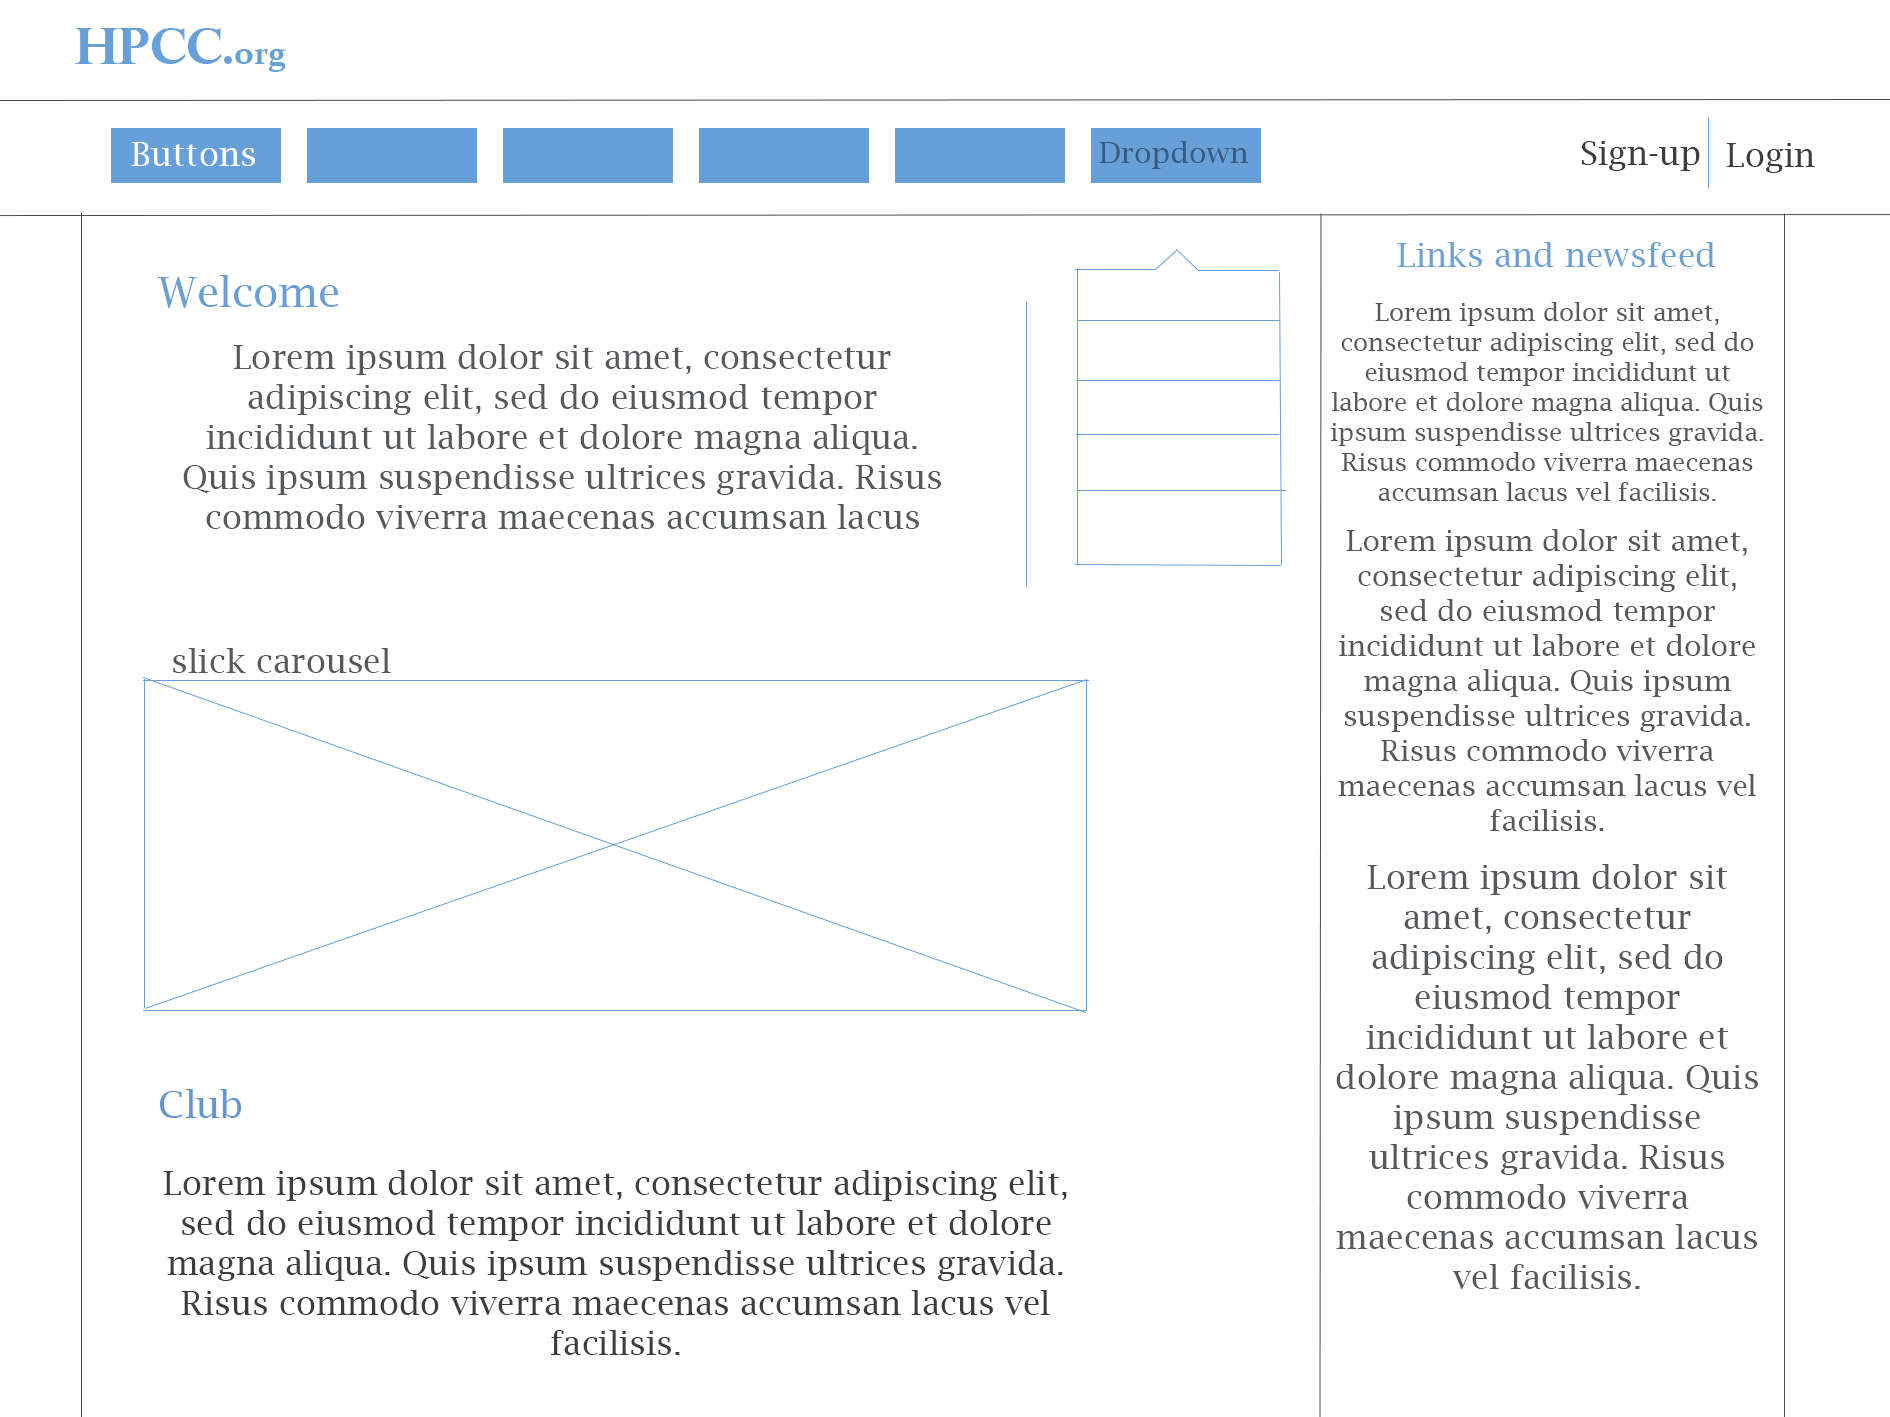 HPCC.org
Buttons
Dropdown
Sign-up
Login
Welcome
Lorem ipsum dolor sit amet, consectetur
adipiscing elit, sed do eiusmod tempor
incididunt ut labore et dolore magna aliqua.
Quis ipsum suspendisse ultrices gravida. Risus
commodo viverra maecenas accumsan lacus
slick carousel
Club
Lorem ipsum dolor sit amet, consectetur adipiscing elit,
sed do eiusmod tempor incididunt ut labore et dolore
magna aliqua. Quis ipsum suspendisse ultrices gravida.
Risus commodo viverra maecenas accumsan lacus vel
facilisis.
Links and newsfeed
Lorem ipsum dolor sit amet,
consectetur adipiscing elit, sed do
eiusmod tempor incididunt ut
labore et dolore magna aliqua. Quis
ipsum suspendisse ultrices gravida.
Risus commodo viverra maecenas
accumsan lacus vel facilisis.
Lorem ipsum dolor sit amet,
consectetur adipiscing elit,
sed do eiusmod tempor
incididunt ut labore et dolore
magna aliqua. Quis ipsum
suspendisse ultrices gravida.
Risus commodo viverra
maecenas accumsan lacus vel
facilisis.
Lorem ipsum dolor sit
amet, consectetur
adipiscing elit, sed do
eiusmod tempor
incididunt ut labore et
dolore magna aliqua. Quis
ipsum suspendisse
ultrices gravida. Risus
commodo viverra
maecenas accumsan lacus
vel facilisis.